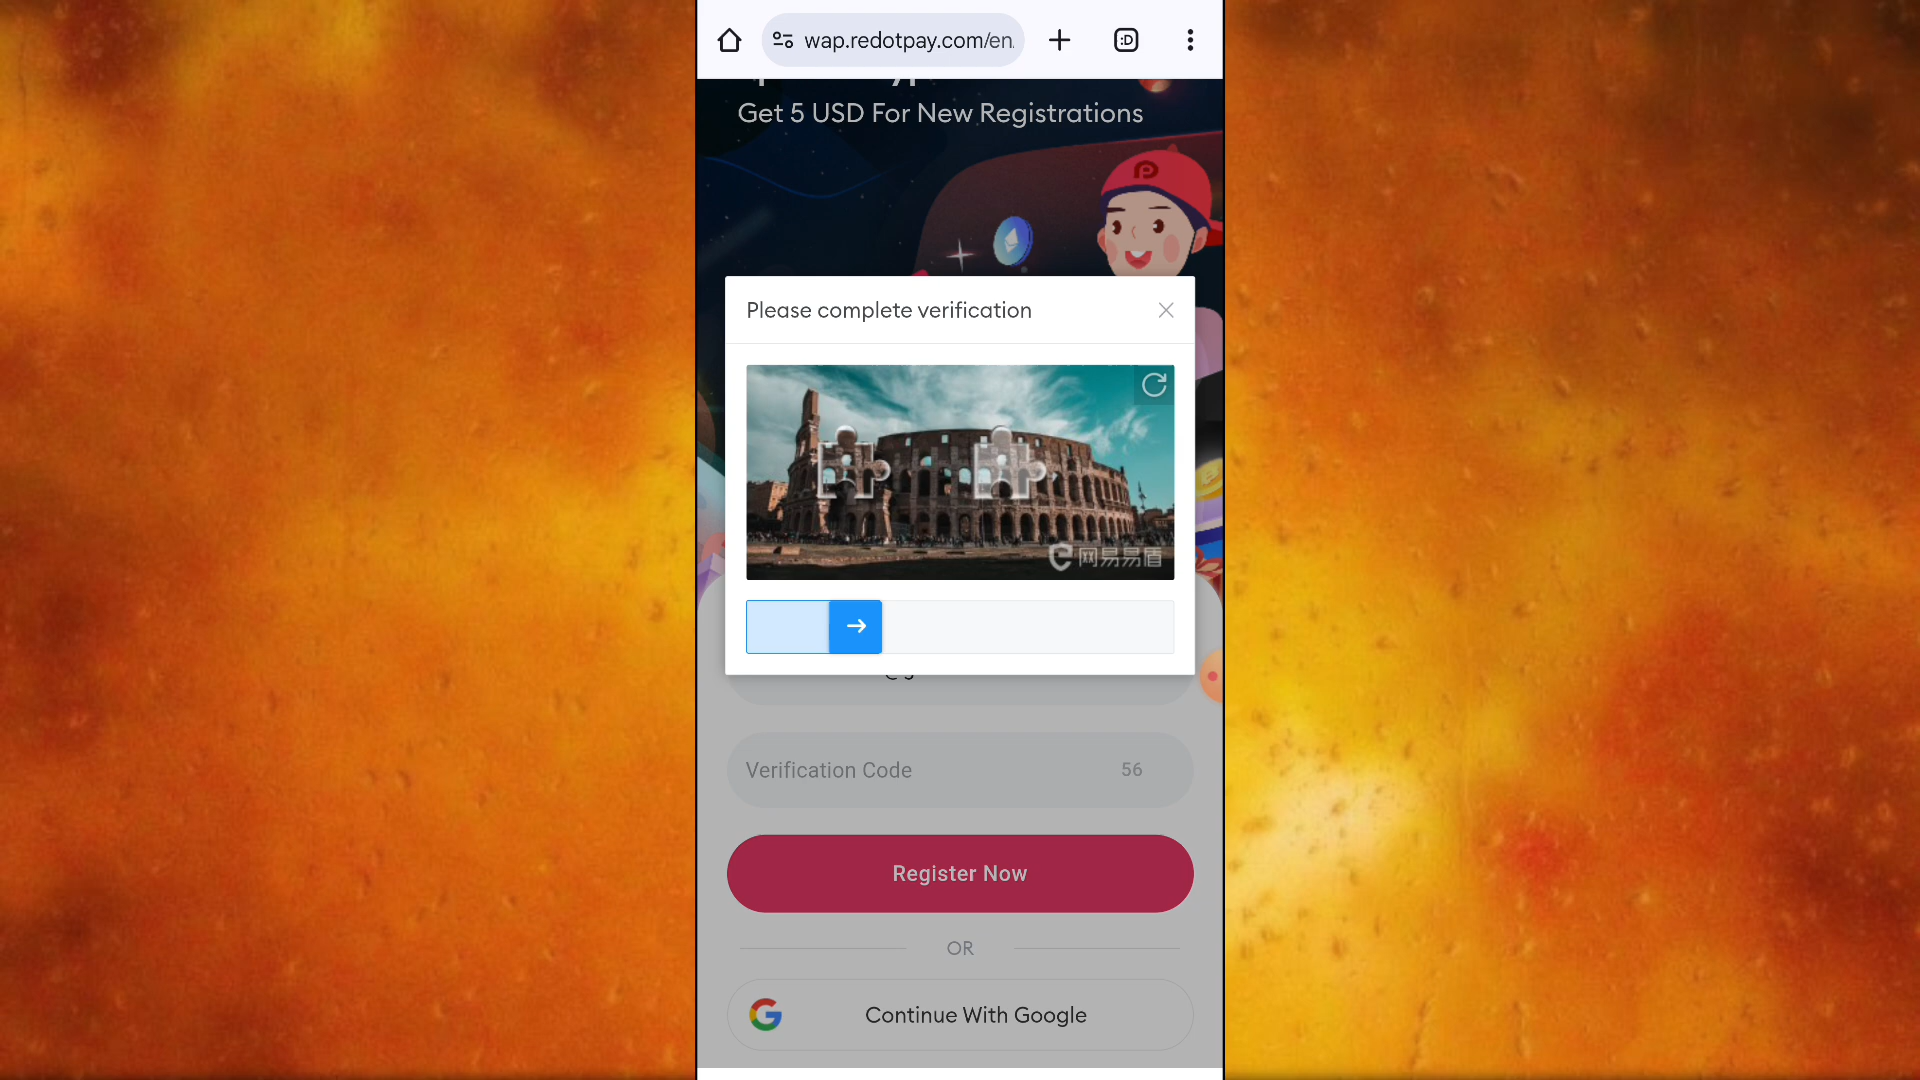 wap.redotpay.com/en
:D
Get 5 USD For New Registrations
Please complete verification
网易易盾
Verification Code
56
Register Now
OR
Continue With Google